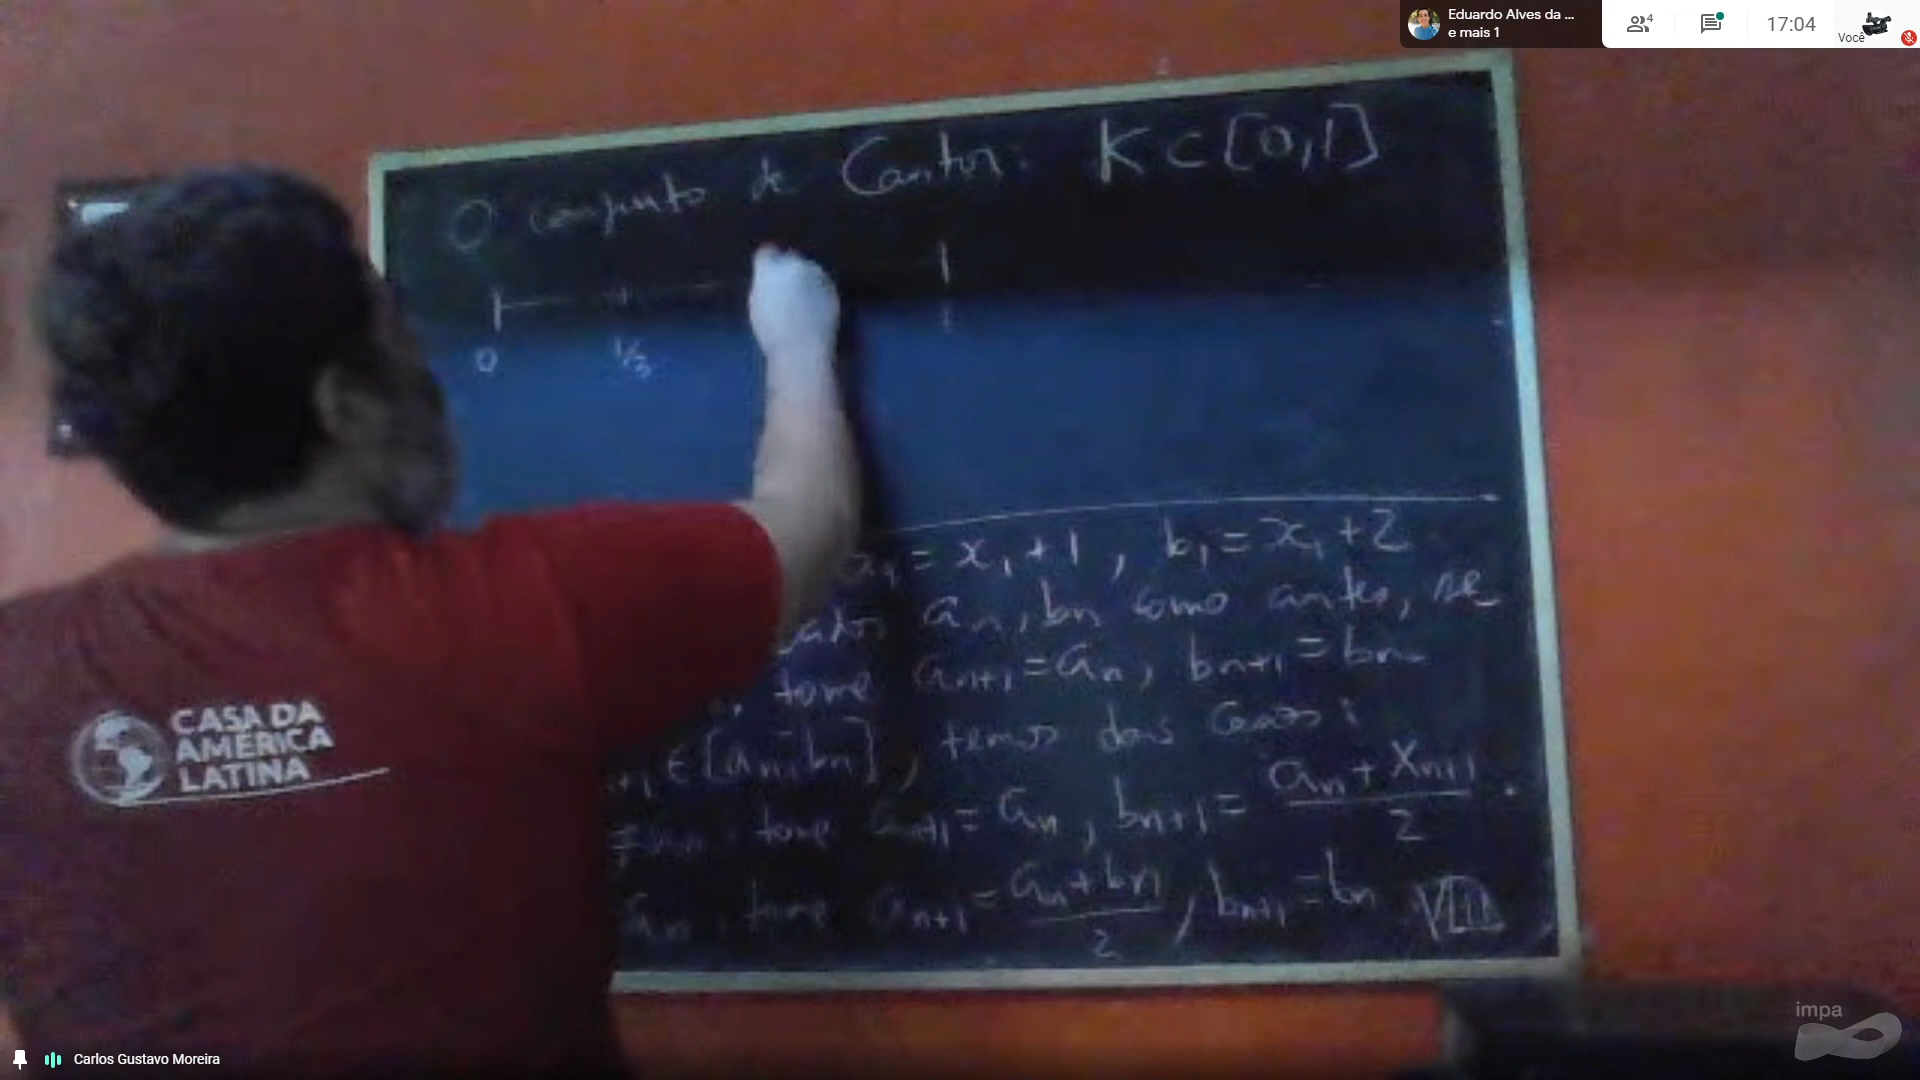 Eduardo Alves da ...
e mais 1
4
17:04
Você
O conjunto de Cantor: K ⊂ [0,1]
0 1/3 1
a₁ = x₁+1, b₁ = x₁+2
aₙ, bₙ como antes, se
tome aₙ₊₁=aₙ, bₙ₊₁=bₙ
∈[aₙ,bₙ], temos dois casos:
tome aₙ₊₁=aₙ, bₙ₊₁= (aₙ+xₙ₊₁)/2.
aₙ, tome aₙ₊₁=(aₙ+bₙ)/2, bₙ₊₁=bₙ
CASA DA
AMÉRICA
LATINA
impa
Carlos Gustavo Moreira